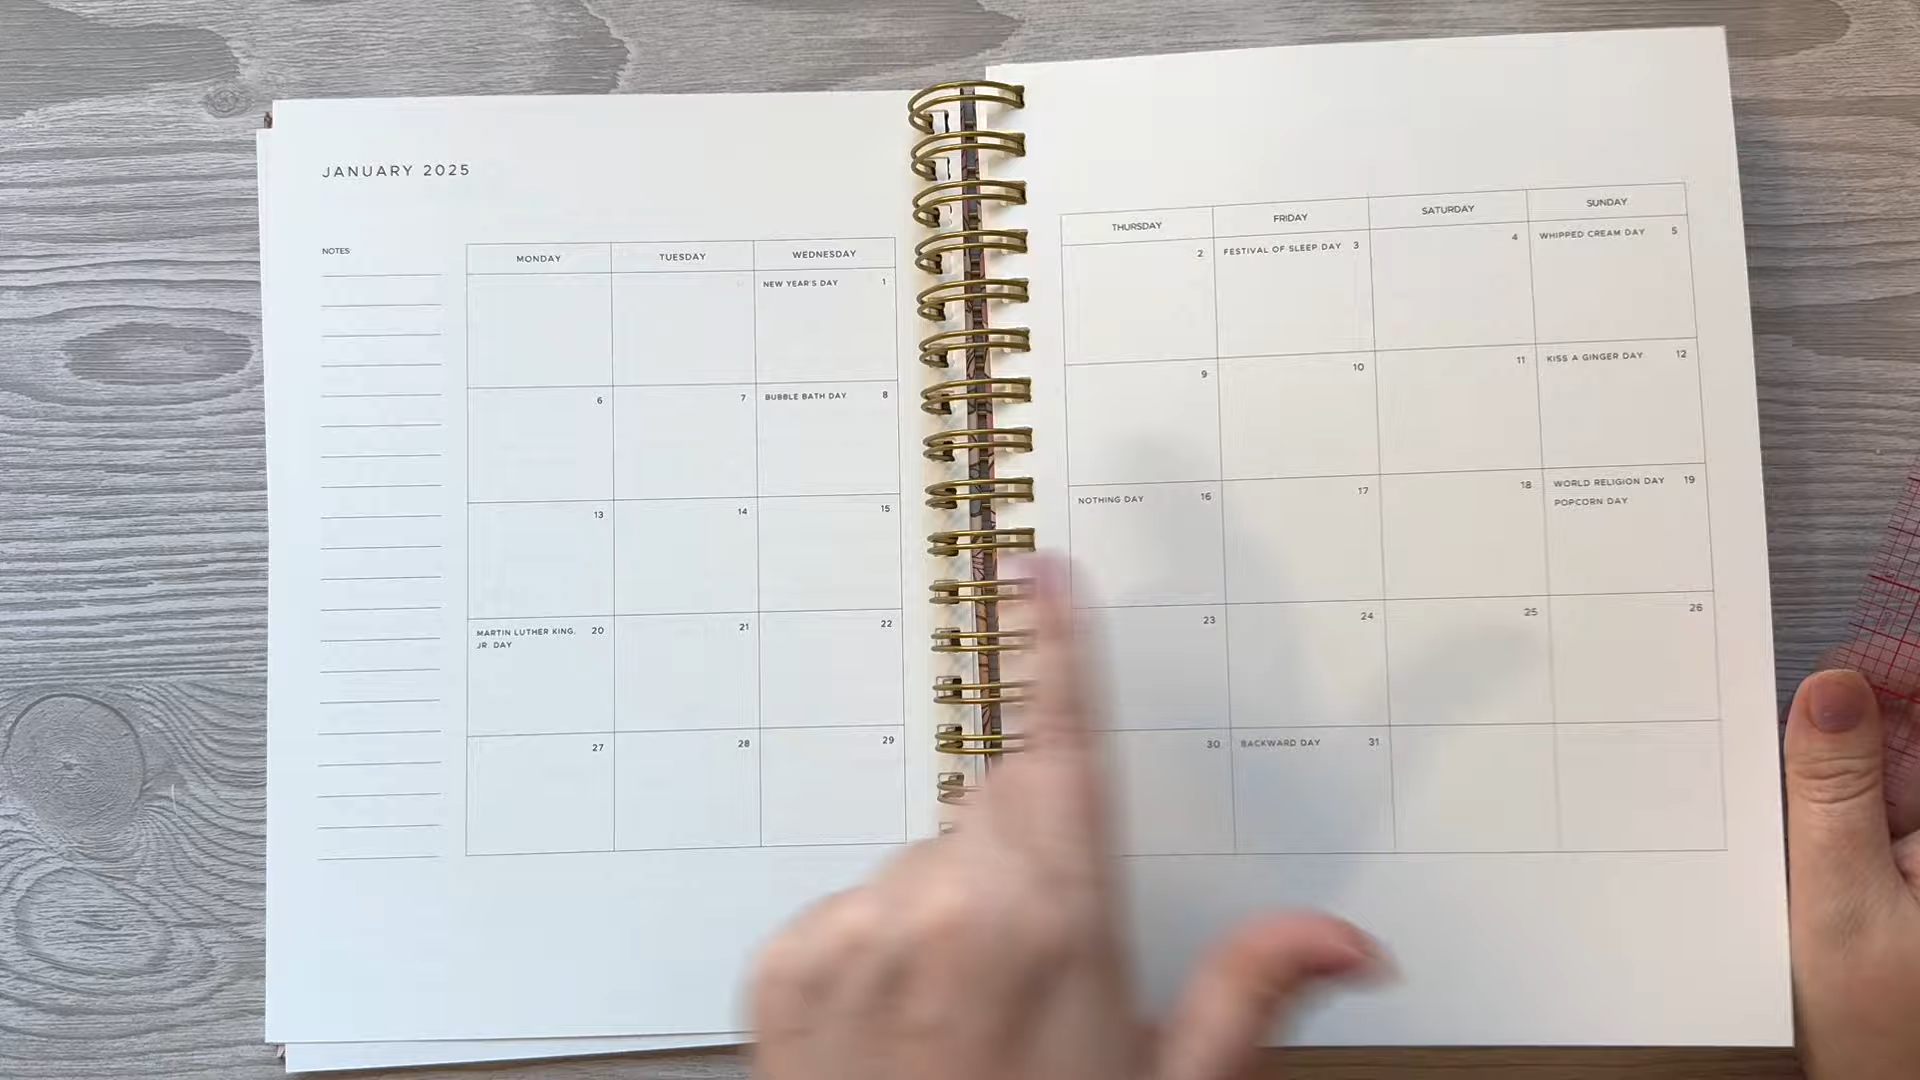 JANUARY 2025
NOTES
MONDAY
TUESDAY
WEDNESDAY
THURSDAY
FRIDAY
SATURDAY
SUNDAY
NEW YEAR'S DAY 1
2
FESTIVAL OF SLEEP DAY 3
4
WHIPPED CREAM DAY 5
6
7
BUBBLE BATH DAY 8
9
10
11
KISS A GINGER DAY 12
13
14
15
NOTHING DAY 16
17
18
WORLD RELIGION DAY 19
POPCORN DAY
MARTIN LUTHER KING, 20
JR. DAY
21
22
23
24
25
26
27
28
29
30
BACKWARD DAY 31